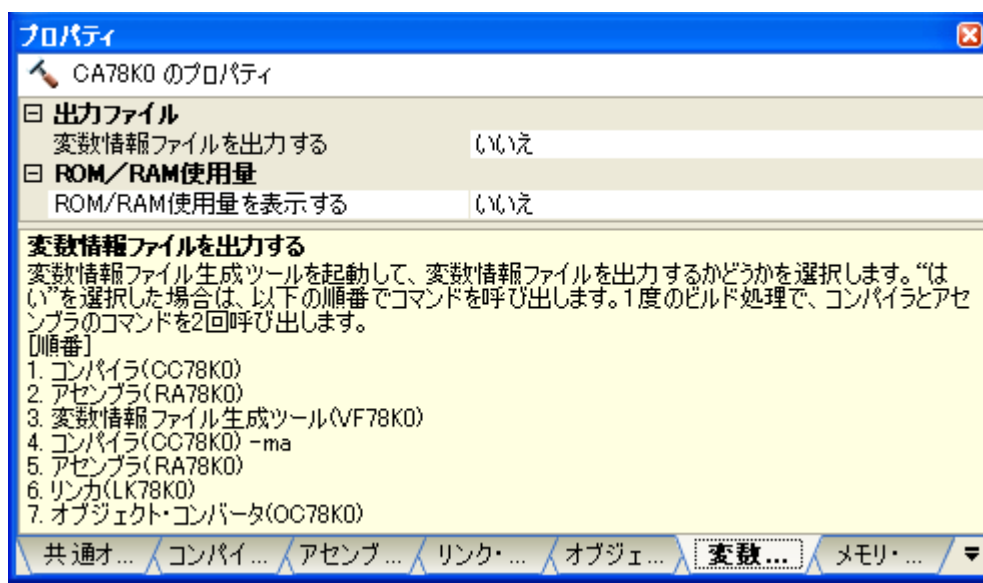 プロパティ
CA78K0 のプロパティ
出力ファイル
変数情報ファイルを出力する いいえ
ROM／RAM使用量
ROM/RAM使用量を表示する いいえ
変数情報ファイルを出力する
変数情報ファイル生成ツールを起動して、変数情報ファイルを出力するかどうかを選択します。“は
い”を選択した場合は、以下の順番でコマンドを呼び出します。1度のビルド処理で、コンパイラとアセ
ンブラのコマンドを2回呼び出します。
[順番]
1. コンパイラ(CC78K0)
2. アセンブラ(RA78K0)
3. 変数情報ファイル生成ツール(VF78K0)
4. コンパイラ(CC78K0) -ma
5. アセンブラ(RA78K0)
6. リンカ(LK78K0)
7. オブジェクト・コンバータ(OC78K0)
共通オ... コンパイ... アセンブ... リンク・... オブジェ... 変数... メモリ・...